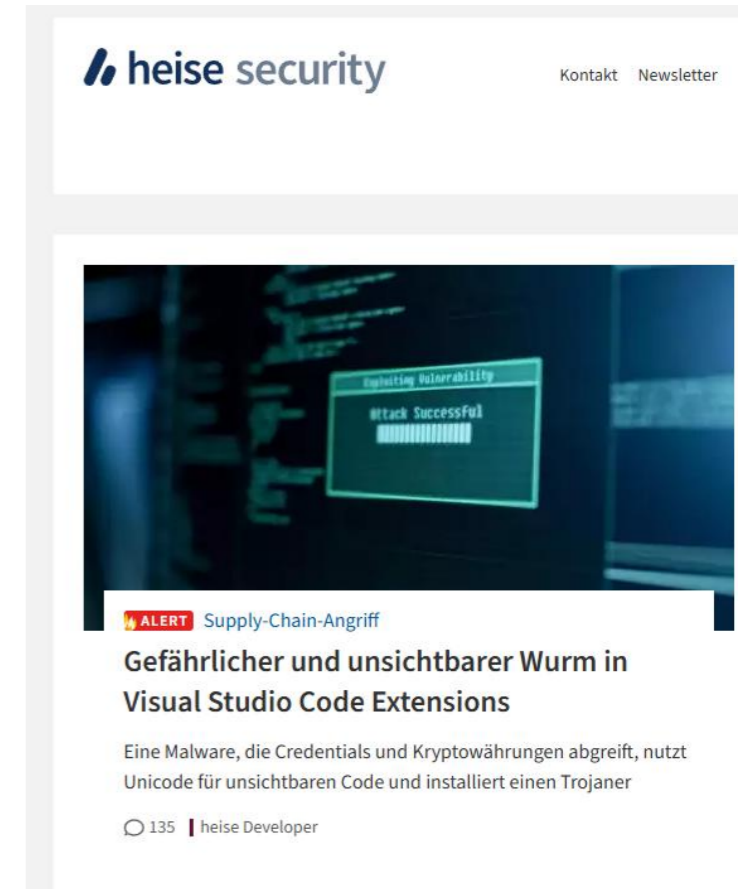 heise security
Kontakt Newsletter
Exploiting Vulnerability
Attack Successful
ALERT Supply-Chain-Angriff
Gefährlicher und unsichtbarer Wurm in
Visual Studio Code Extensions
Eine Malware, die Credentials und Kryptowährungen abgreift, nutzt
Unicode für unsichtbaren Code und installiert einen Trojaner
135 heise Developer